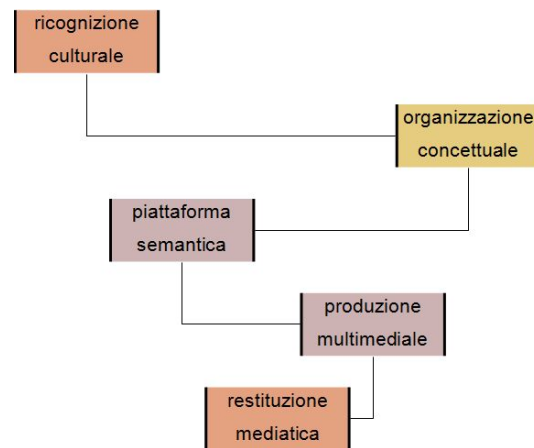 ricognizione
culturale
organizzazione
concettuale
piattaforma
semantica
produzione
multimediale
restituzione
mediatica